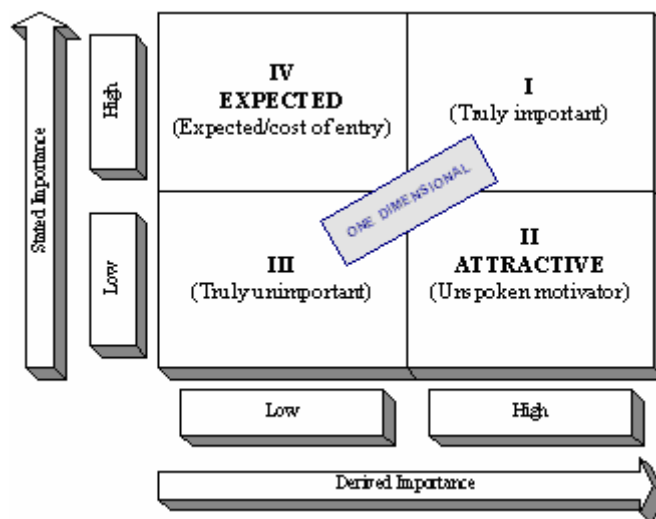 IV
EXPECTED
(Expected/cost of entry)
I
(Truly important)
ONE DIMENSIONAL
III
(Truly unimportant)
II
ATTRACTIVE
(Unspoken motivator)
Stated Importance
High
Low
Low
High
Derived Importance